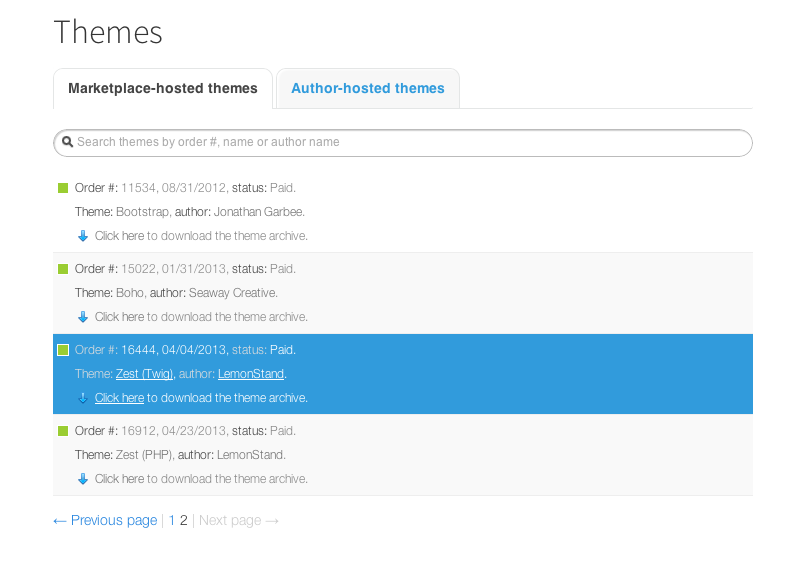 Themes
Marketplace-hosted themes
Author-hosted themes
Search themes by order #, name or author name
Order #: 11534, 08/31/2012, status: Paid.
Theme: Bootstrap, author: Jonathan Garbee.
Click here to download the theme archive.
Order #: 15022, 01/31/2013, status: Paid.
Theme: Boho, author: Seaway Creative.
Click here to download the theme archive.
Order #: 16444, 04/04/2013, status: Paid.
Theme: Zest (Twig), author: LemonStand.
Click here to download the theme archive.
Order #: 16912, 04/23/2013, status: Paid.
Theme: Zest (PHP), author: LemonStand.
Click here to download the theme archive.
← Previous page | 1 2 | Next page →